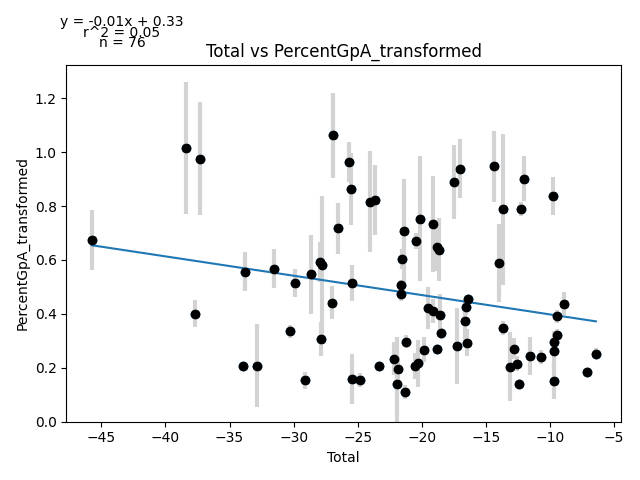 y = -0.01x + 0.33
r^2 = 0.05
n = 76
Total vs PercentGpA_transformed
PercentGpA_transformed
1.2
1.0
0.8
0.6
0.4
0.2
0.0
−45
−40
−35
−30
−25
−20
−15
−10
−5
Total